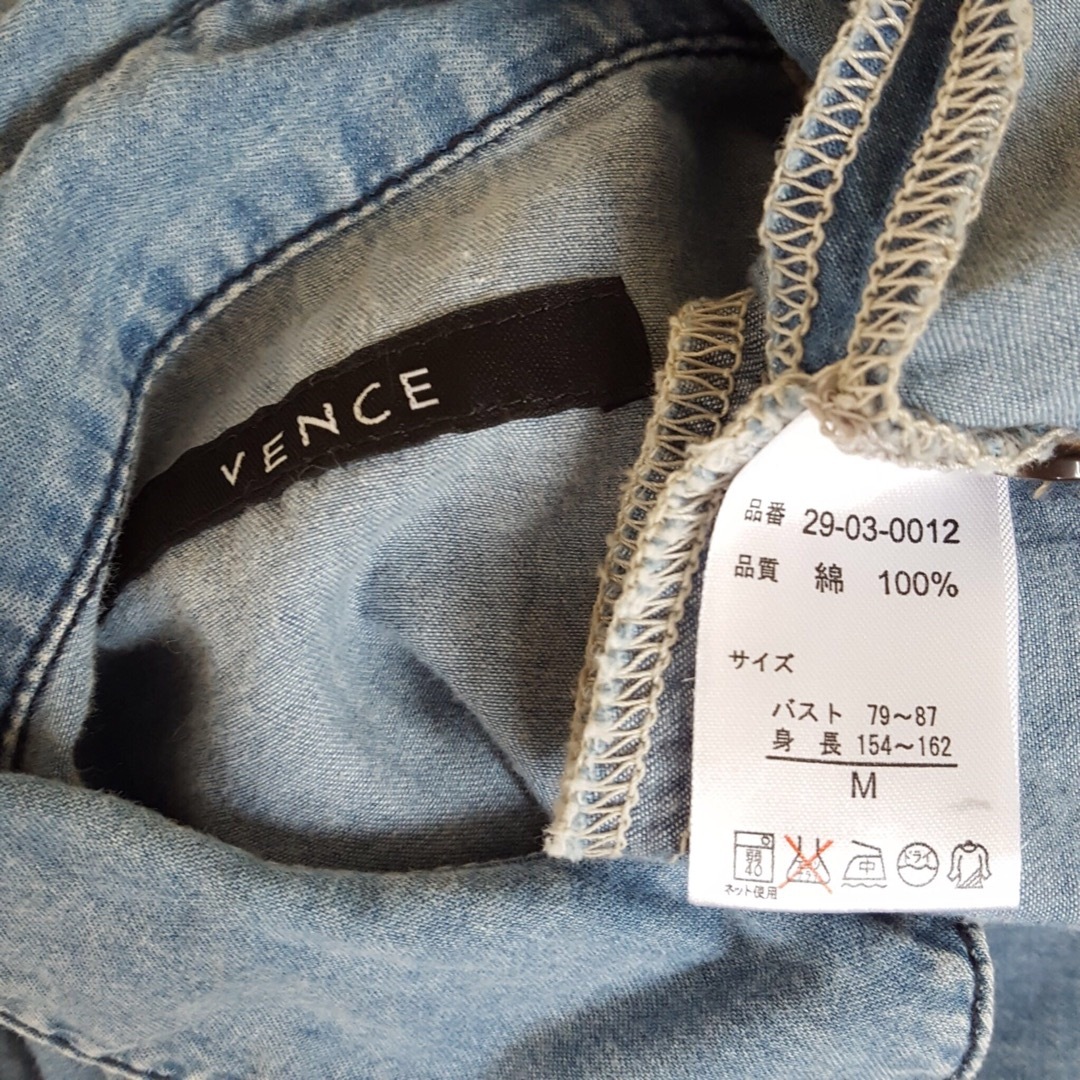 VENCE
品番 29-03-0012
品質 綿 100%
サイズ
バスト 79～87
身 長 154～162
M
弱 40 中 ドライ
ネット使用